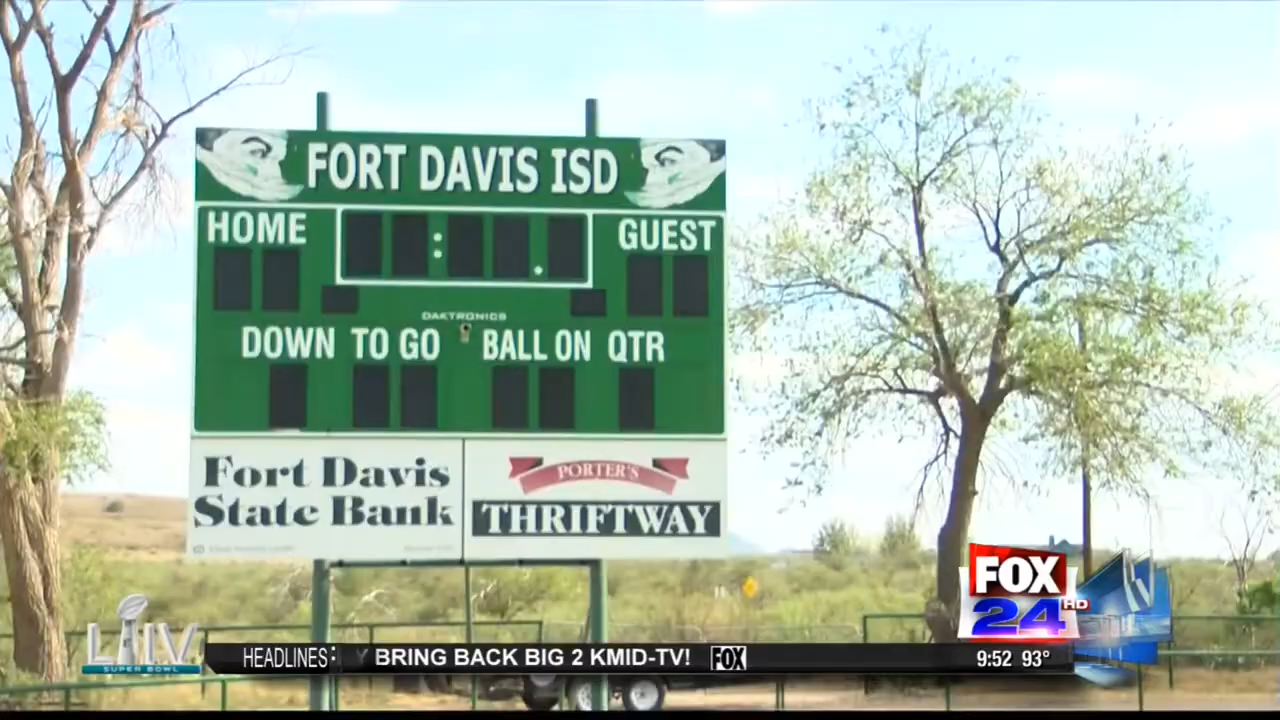 FORT DAVIS ISD
HOME
GUEST
DAKTRONICS
DOWN TO GO BALL ON QTR
Fort Davis
State Bank
PORTER'S
THRIFTWAY
FOX
24 HD
LIV
SUPER BOWL
HEADLINES: Y BRING BACK BIG 2 KMID-TV! FOX
9:52 93°